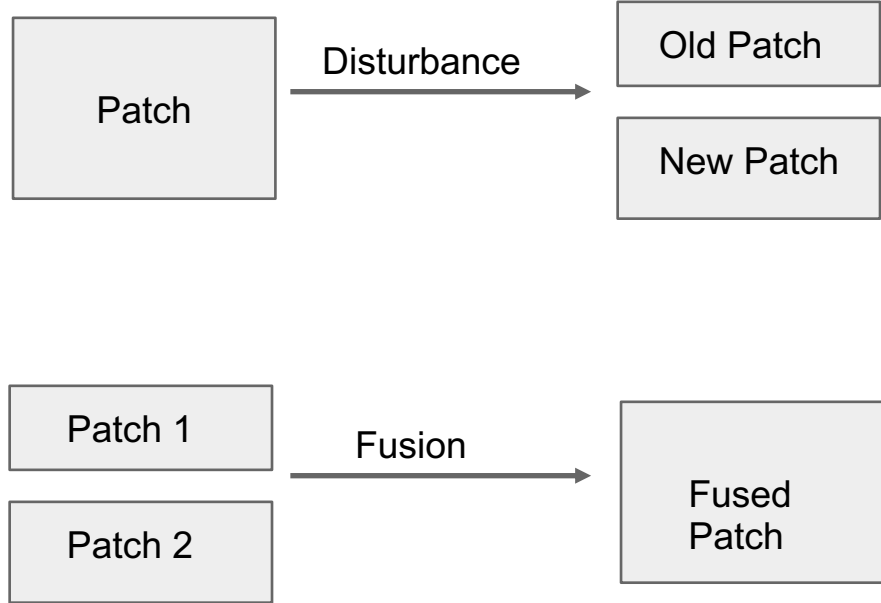 Patch
Disturbance
Old Patch
New Patch
Patch 1
Patch 2
Fusion
Fused
Patch